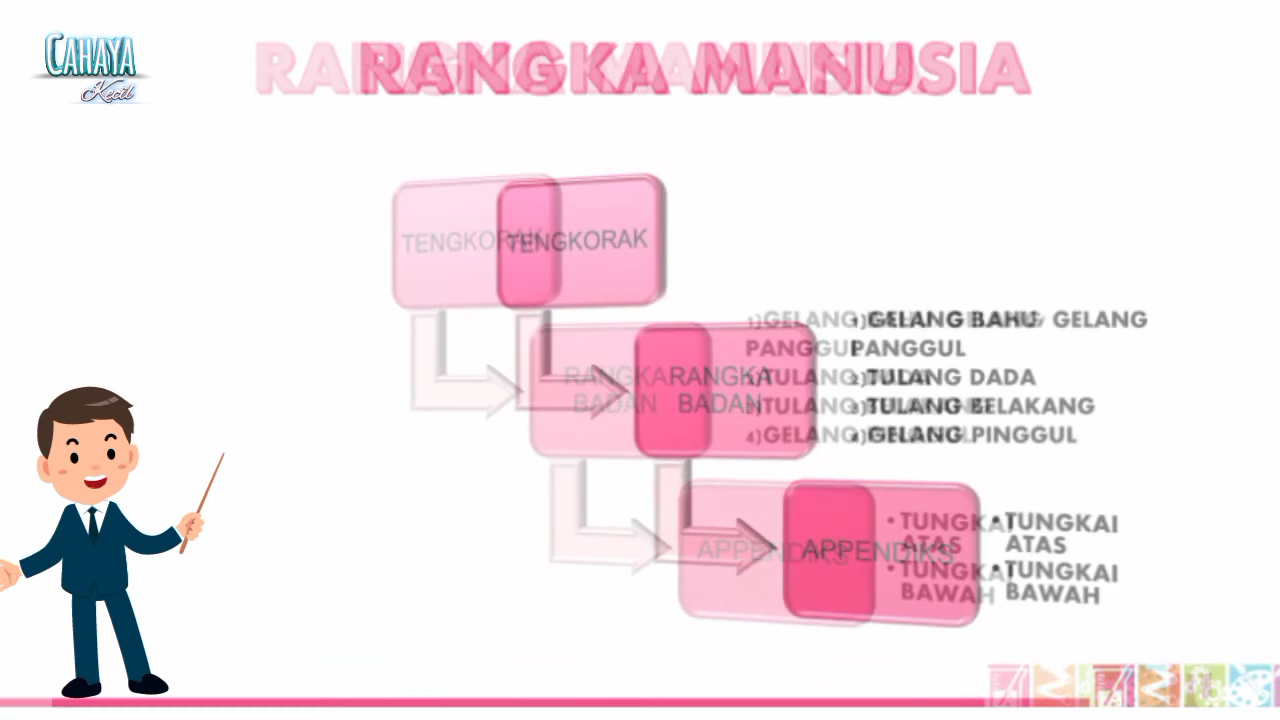 CAHAYA
Kecil
RANGKA MANUSIA
TENGKORAK
RANGKA
BADAN
1)GELANG BAHU GELANG
PANGGUL
2)TULANG DADA
3)TULANG BELAKANG
4)GELANG PINGGUL
APPENDIKS
• TUNGKAI
ATAS
• TUNGKAI
BAWAH